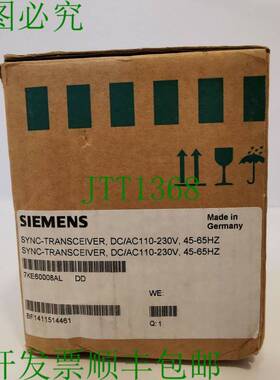 图必究
JTT1368
SIEMENS
Made in
Germany
SYNC-TRANSCEIVER, DC/AC110-230V, 45-65HZ
SYNC-TRANSCEIVER, DC/AC110-230V, 45-65HZ
7KE60008AL DD
WE:
BF1411514461
Q:1
开发票顺丰包邮